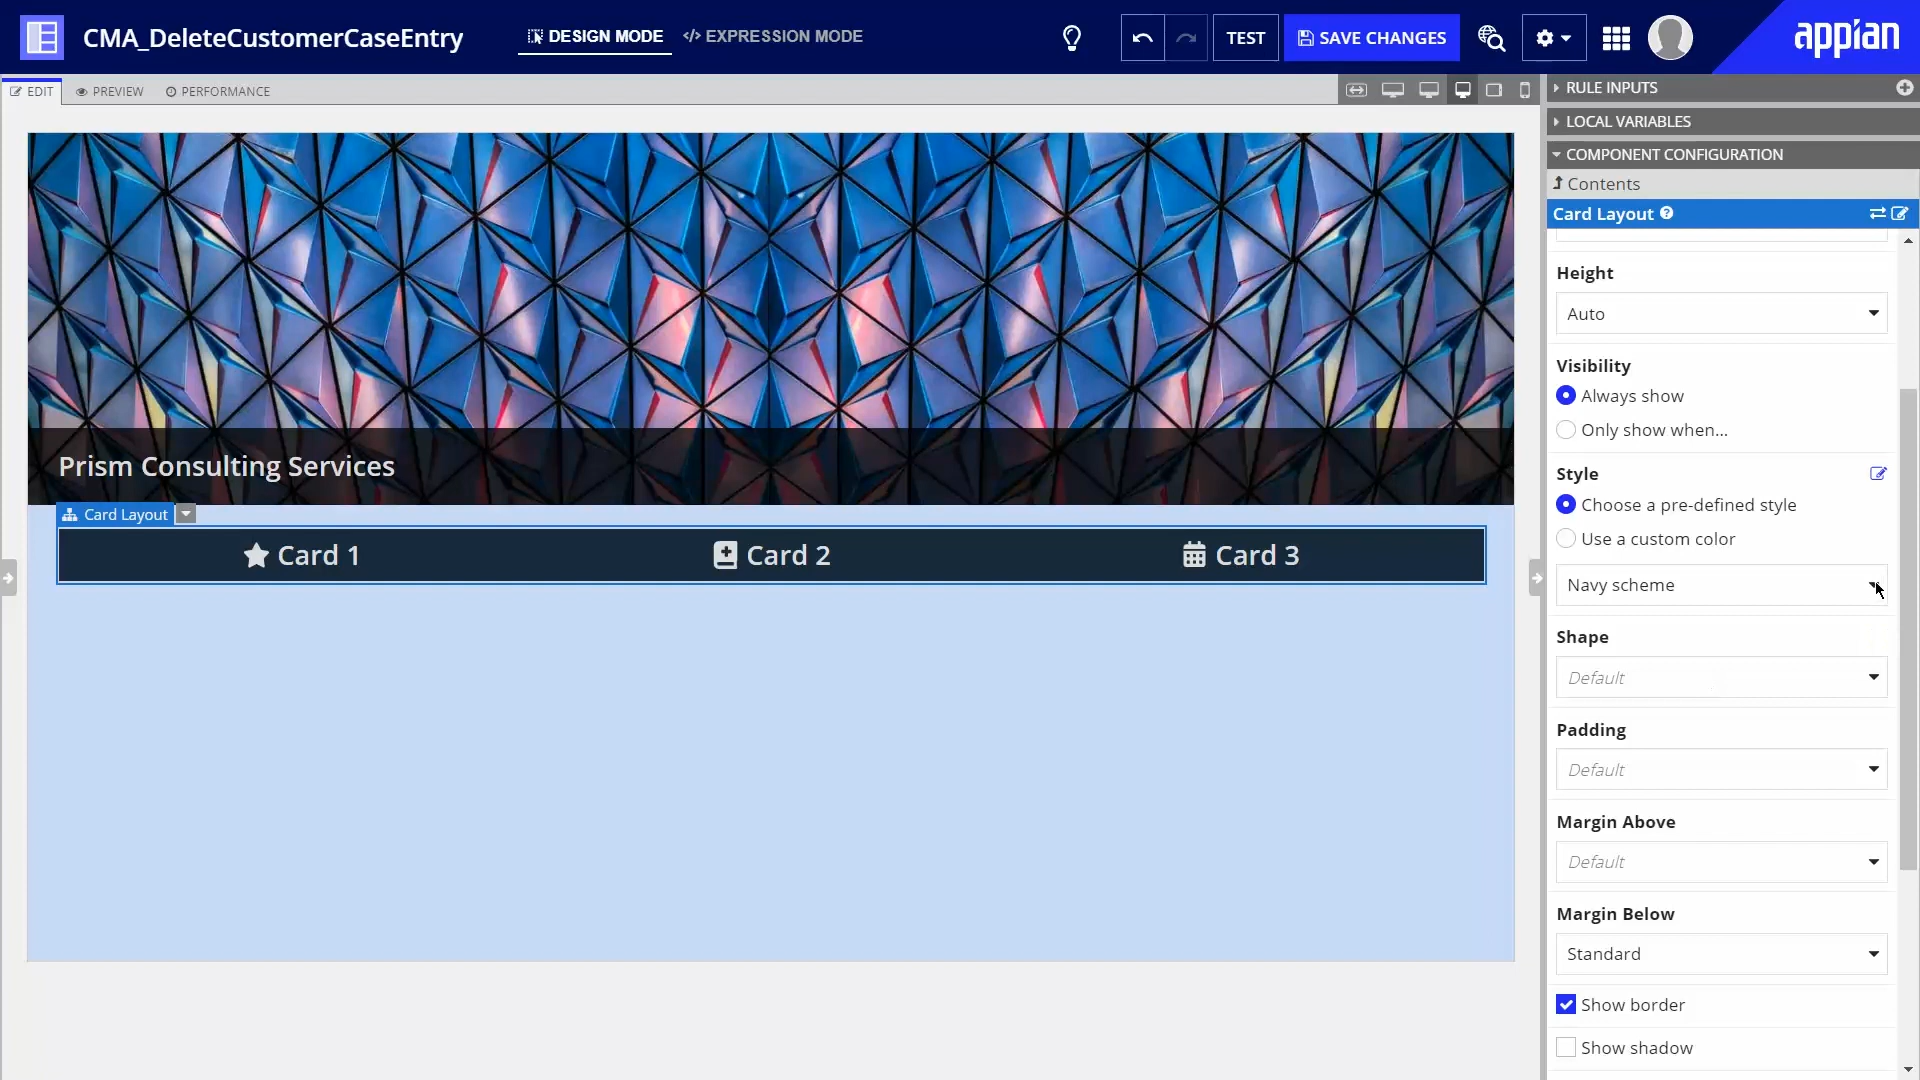 CMA_DeleteCustomerCaseEntry
DESIGN MODE
EXPRESSION MODE
TEST
SAVE CHANGES
appian
EDIT
PREVIEW
PERFORMANCE
RULE INPUTS
LOCAL VARIABLES
COMPONENT CONFIGURATION
Contents
Card Layout
Height
Auto
Visibility
Always show
Only show when...
Style
Choose a pre-defined style
Use a custom color
Navy scheme
Shape
Default
Padding
Default
Margin Above
Default
Margin Below
Standard
Show border
Show shadow
Prism Consulting Services
Card Layout
Card 1
Card 2
Card 3